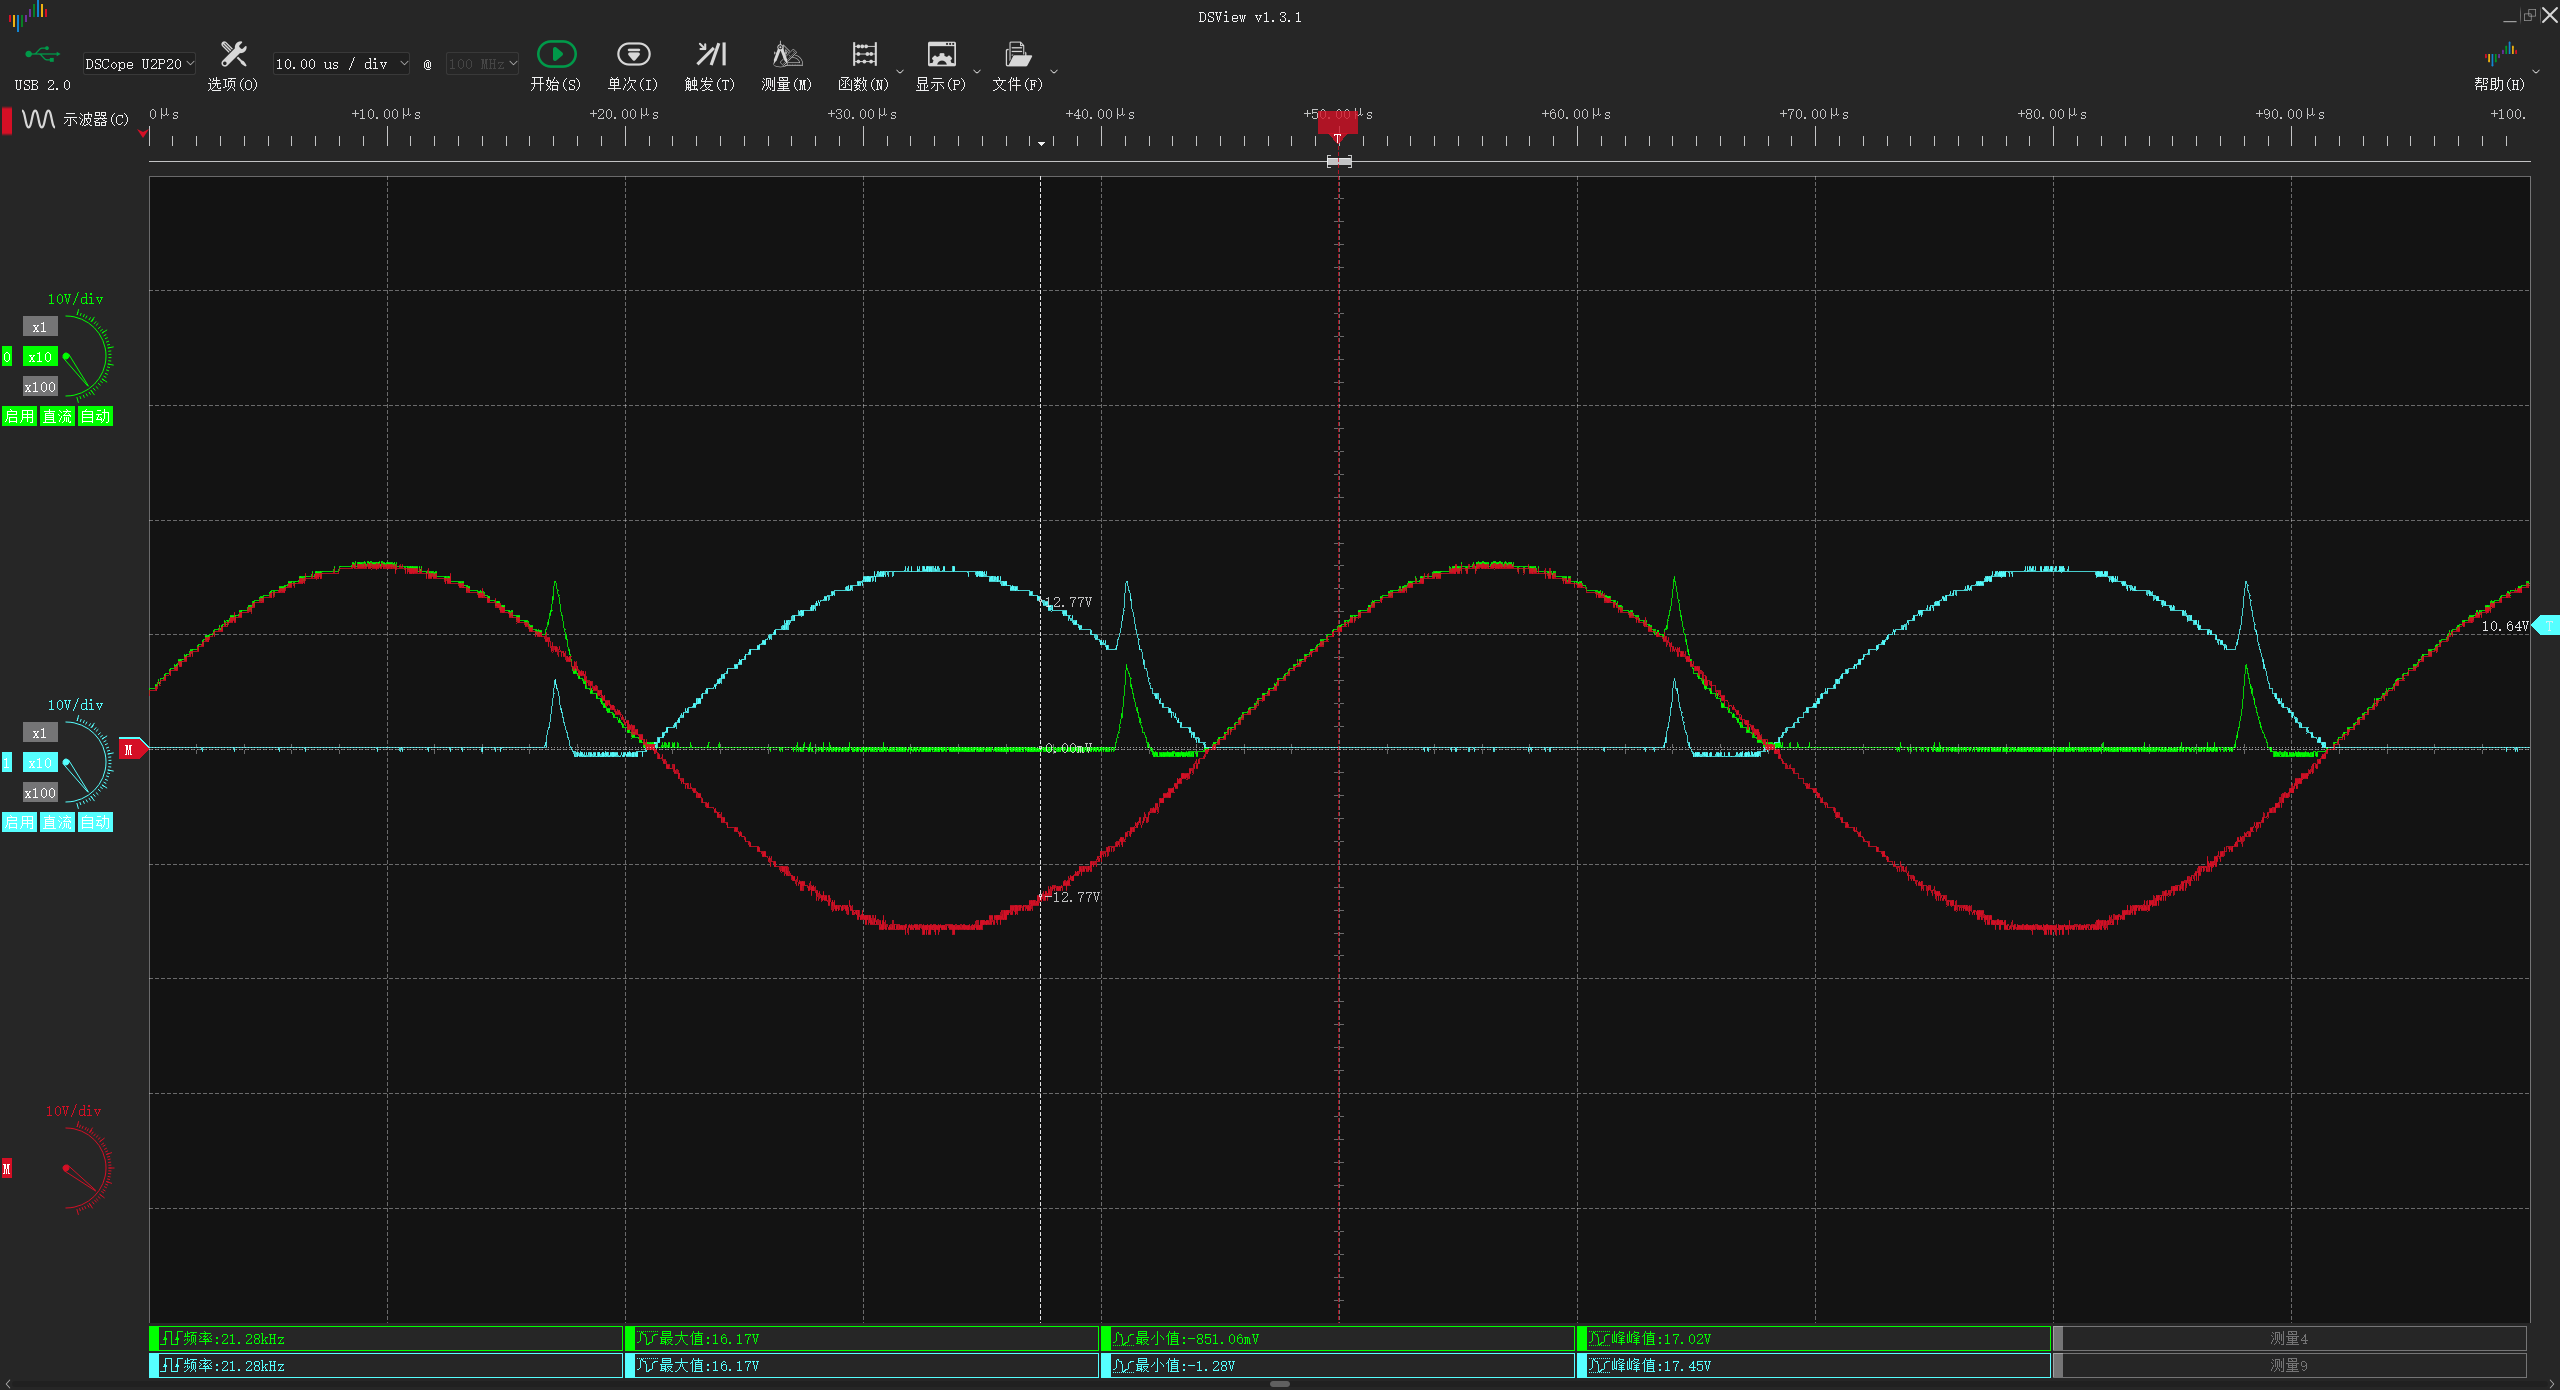 DSView v1.3.1
USB 2.0
DSCope U2P20
选项(O)
10.00 us / div
@
100 MHz
开始(S)
单次(I)
触发(T)
测量(M)
函数(N)
显示(P)
文件(F)
帮助(H)
示波器(C)
0μs
+10.00μs
+20.00μs
+30.00μs
+40.00μs
+50.00μs
+60.00μs
+70.00μs
+80.00μs
+90.00μs
+100.
T
10V/div
x1
0
x10
x100
启用
直流
自动
12.77V
10.64V
T
10V/div
x1
M
0.00mV
1
x10
x100
启用
直流
自动
-12.77V
10V/div
M
频率:21.28kHz
最大值:16.17V
最小值:-851.06mV
峰峰值:17.02V
测量4
频率:21.28kHz
最大值:16.17V
最小值:-1.28V
峰峰值:17.45V
测量9